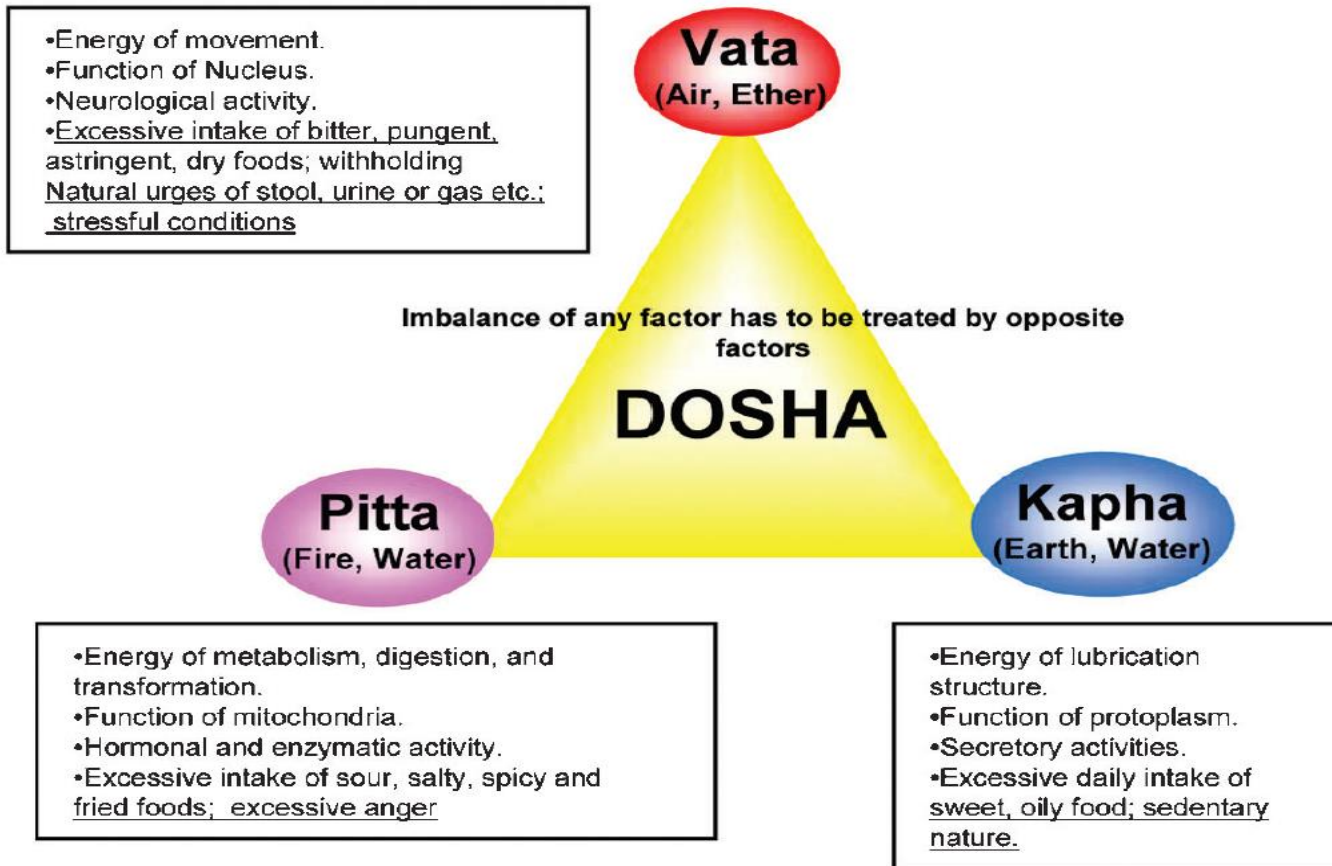 •Energy of movement.
•Function of Nucleus.
•Neurological activity.
•Excessive intake of bitter, pungent,
astringent, dry foods; withholding
Natural urges of stool, urine or gas etc.;
stressful conditions
Vata
(Air, Ether)
Imbalance of any factor has to be treated by opposite
factors
DOSHA
Pitta
(Fire, Water)
Kapha
(Earth, Water)
•Energy of metabolism, digestion, and
transformation.
•Function of mitochondria.
•Hormonal and enzymatic activity.
•Excessive intake of sour, salty, spicy and
fried foods; excessive anger
•Energy of lubrication
structure.
•Function of protoplasm.
•Secretory activities.
•Excessive daily intake of
sweet, oily food; sedentary
nature.